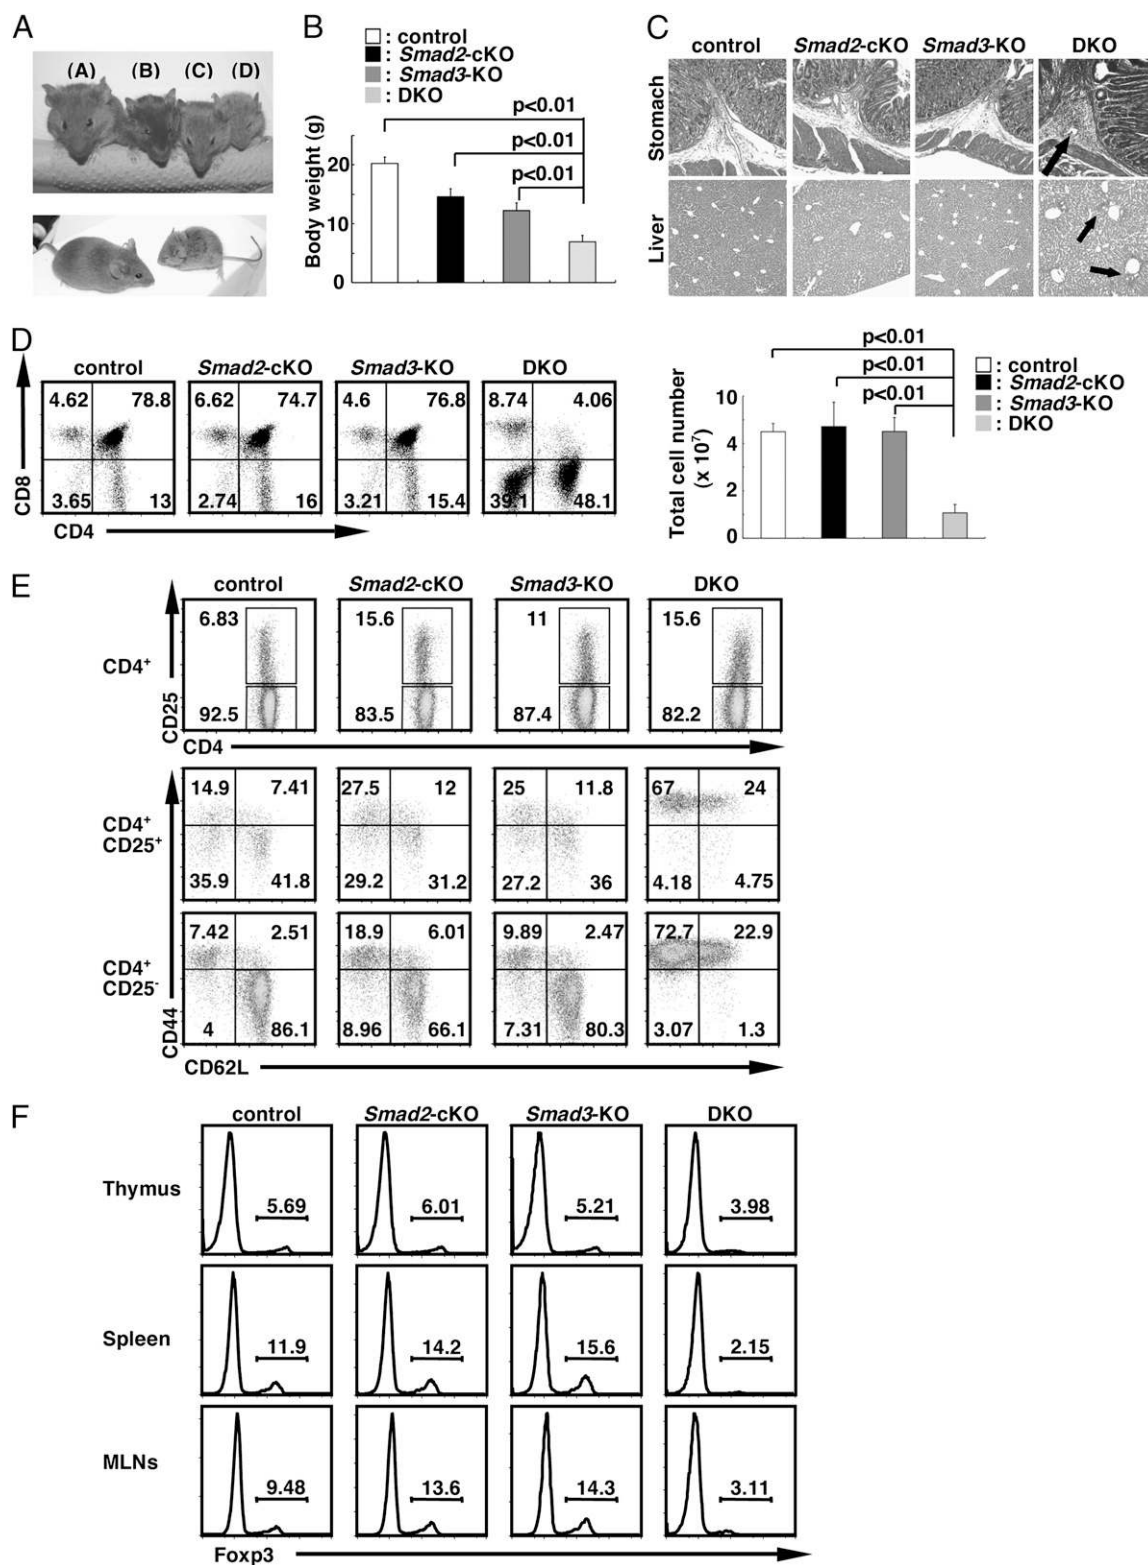 A
(A) (B) (C) (D)
B
: control
: Smad2-cKO
: Smad3-KO
: DKO
Body weight (g)
p<0.01
p<0.01
p<0.01
20
10
0
C
control Smad2-cKO Smad3-KO DKO
Stomach
Liver
D
control Smad2-cKO Smad3-KO DKO
4.62 78.8 6.62 74.7 4.6 76.8 8.74 4.06
3.65 13 2.74 16 3.21 15.4 39.1 48.1
CD8
CD4
p<0.01
p<0.01
p<0.01
: control
: Smad2-cKO
: Smad3-KO
: DKO
Total cell number
(x 10⁷)
10
4
2
0
E
control Smad2-cKO Smad3-KO DKO
CD4⁺
6.83 15.6 11 15.6
92.5 83.5 87.4 82.2
CD25
CD4
CD4⁺
CD25⁺
14.9 7.41 27.5 12 25 11.8 67 24
35.9 41.8 29.2 31.2 27.2 36 4.18 4.75
CD4⁺
CD25⁻
7.42 2.51 18.9 6.01 9.89 2.47 72.7 22.9
4 86.1 8.96 66.1 7.31 80.3 3.07 1.3
CD44
CD62L
F
control Smad2-cKO Smad3-KO DKO
Thymus 5.69 6.01 5.21 3.98
Spleen 11.9 14.2 15.6 2.15
MLNs 9.48 13.6 14.3 3.11
Foxp3